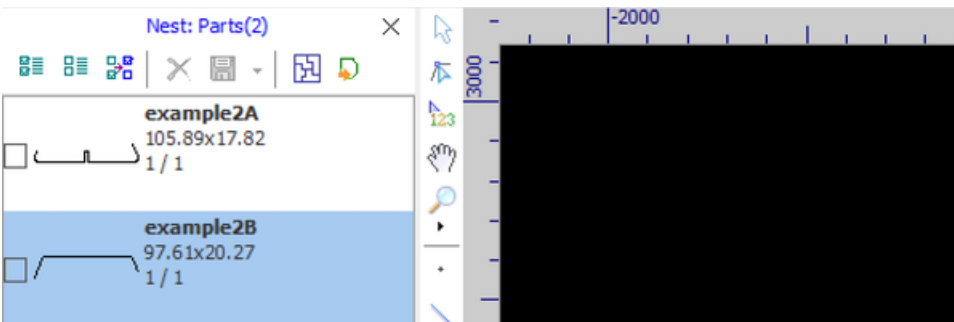 Nest: Parts(2)
-2000
3000
example2A
105.89x17.82
1 / 1
123
example2B
97.61x20.27
1 / 1